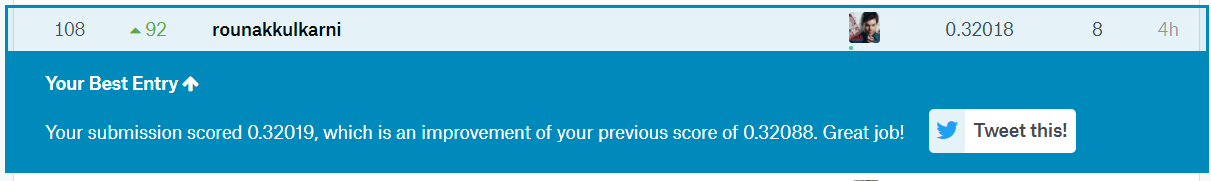 108 92 rounakkulkarni 0.32018 8 4h
Your Best Entry
Your submission scored 0.32019, which is an improvement of your previous score of 0.32088. Great job! Tweet this!